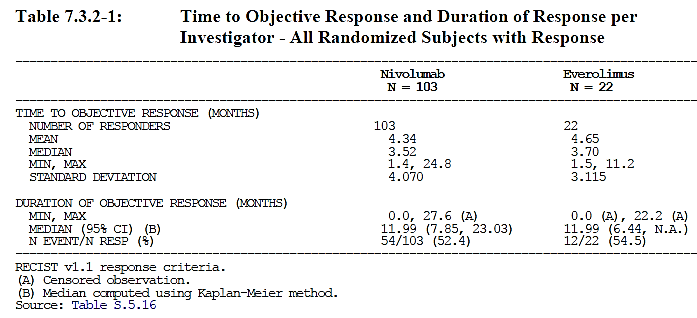 Table 7.3.2-1: Time to Objective Response and Duration of Response per
Investigator - All Randomized Subjects with Response
Nivolumab Everolimus
N = 103 N = 22
TIME TO OBJECTIVE RESPONSE (MONTHS)
NUMBER OF RESPONDERS 103 22
MEAN 4.34 4.65
MEDIAN 3.52 3.70
MIN, MAX 1.4, 24.8 1.5, 11.2
STANDARD DEVIATION 4.070 3.115
DURATION OF OBJECTIVE RESPONSE (MONTHS)
MIN, MAX 0.0, 27.6 (A) 0.0 (A), 22.2 (A)
MEDIAN (95% CI) (B) 11.99 (7.85, 23.03) 11.99 (6.44, N.A.)
N EVENT/N RESP (%) 54/103 (52.4) 12/22 (54.5)
RECIST v1.1 response criteria.
(A) Censored observation.
(B) Median computed using Kaplan-Meier method.
Source: Table S.5.16